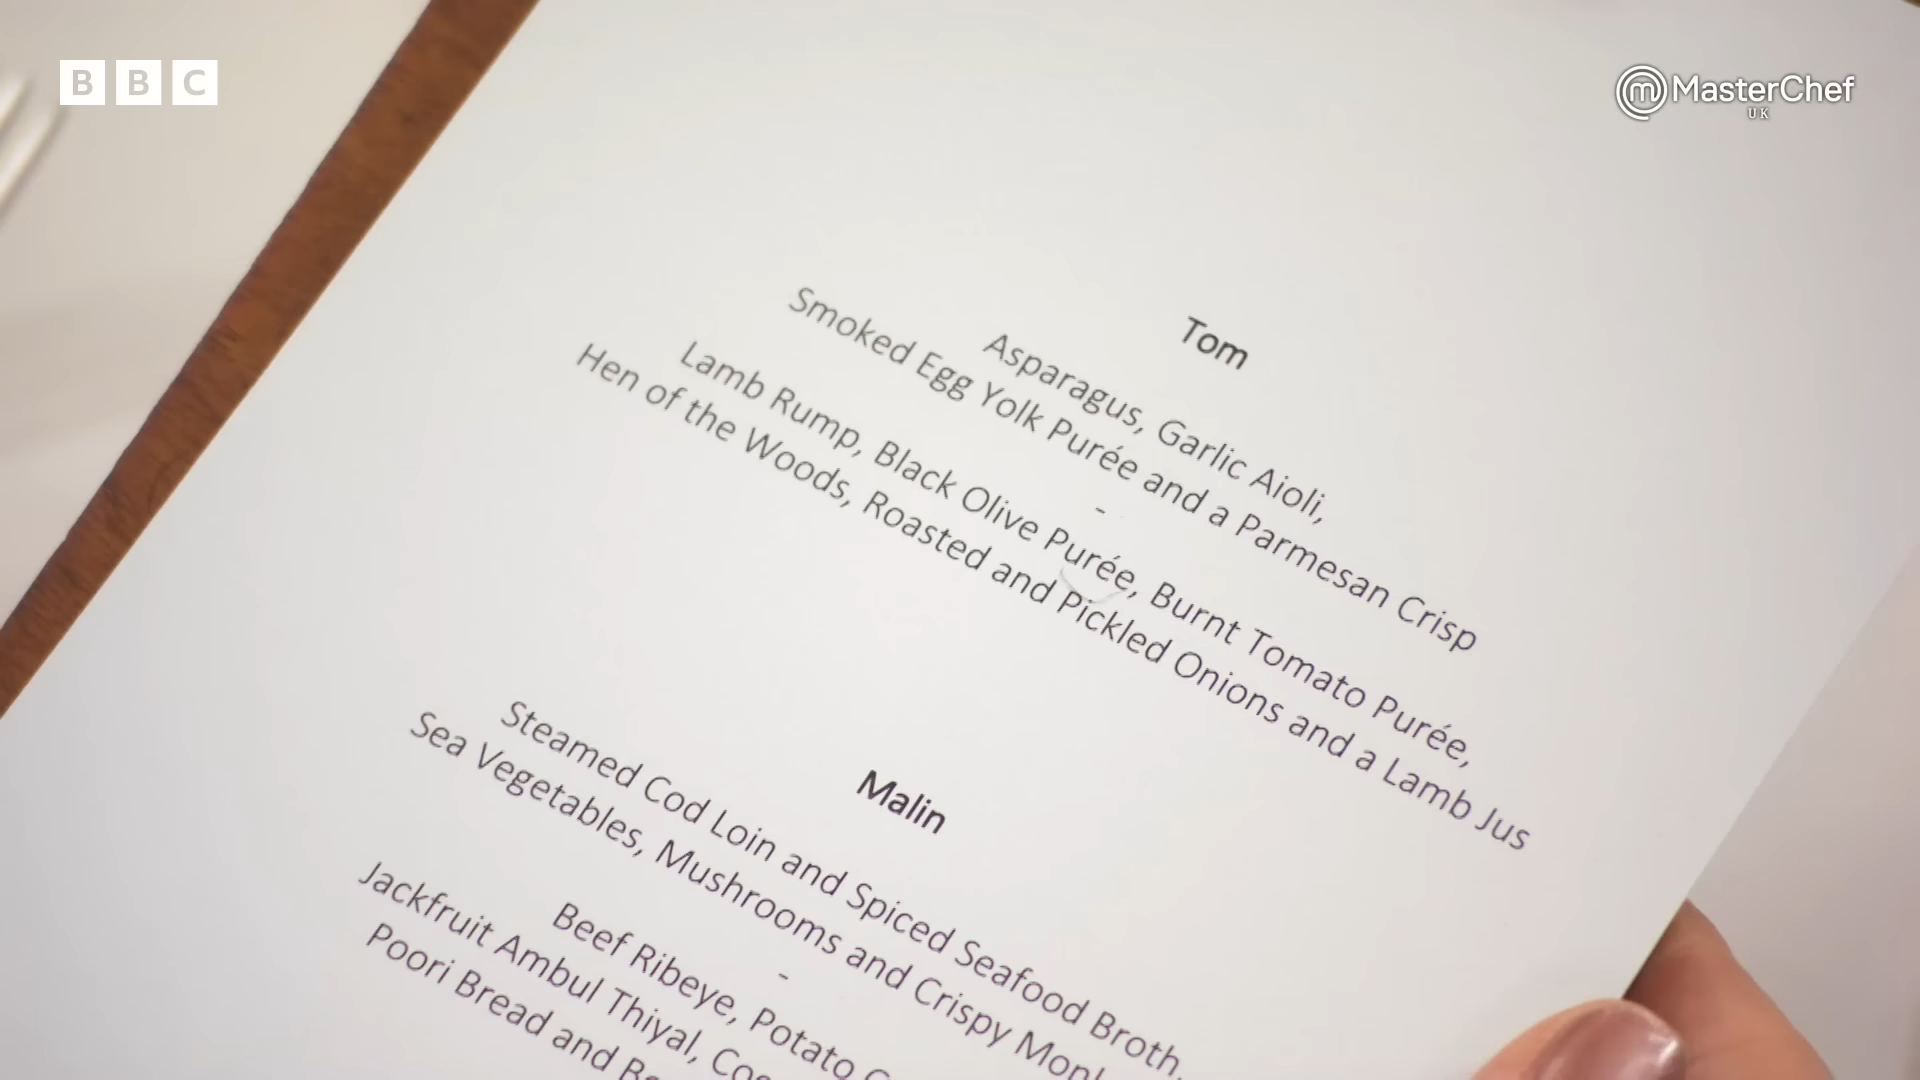 BBC
MasterChef
UK
Tom
Asparagus, Garlic Aioli,
Smoked Egg Yolk Purée and a Parmesan Crisp
-
Lamb Rump, Black Olive Purée, Burnt Tomato Purée,
Hen of the Woods, Roasted and Pickled Onions and a Lamb Jus
Malin
Steamed Cod Loin and Spiced Seafood Broth,
Sea Vegetables, Mushrooms and Crispy
-
Beef Ribeye, Potato
Jackfruit Ambul Thiyal,
Poori Bread and